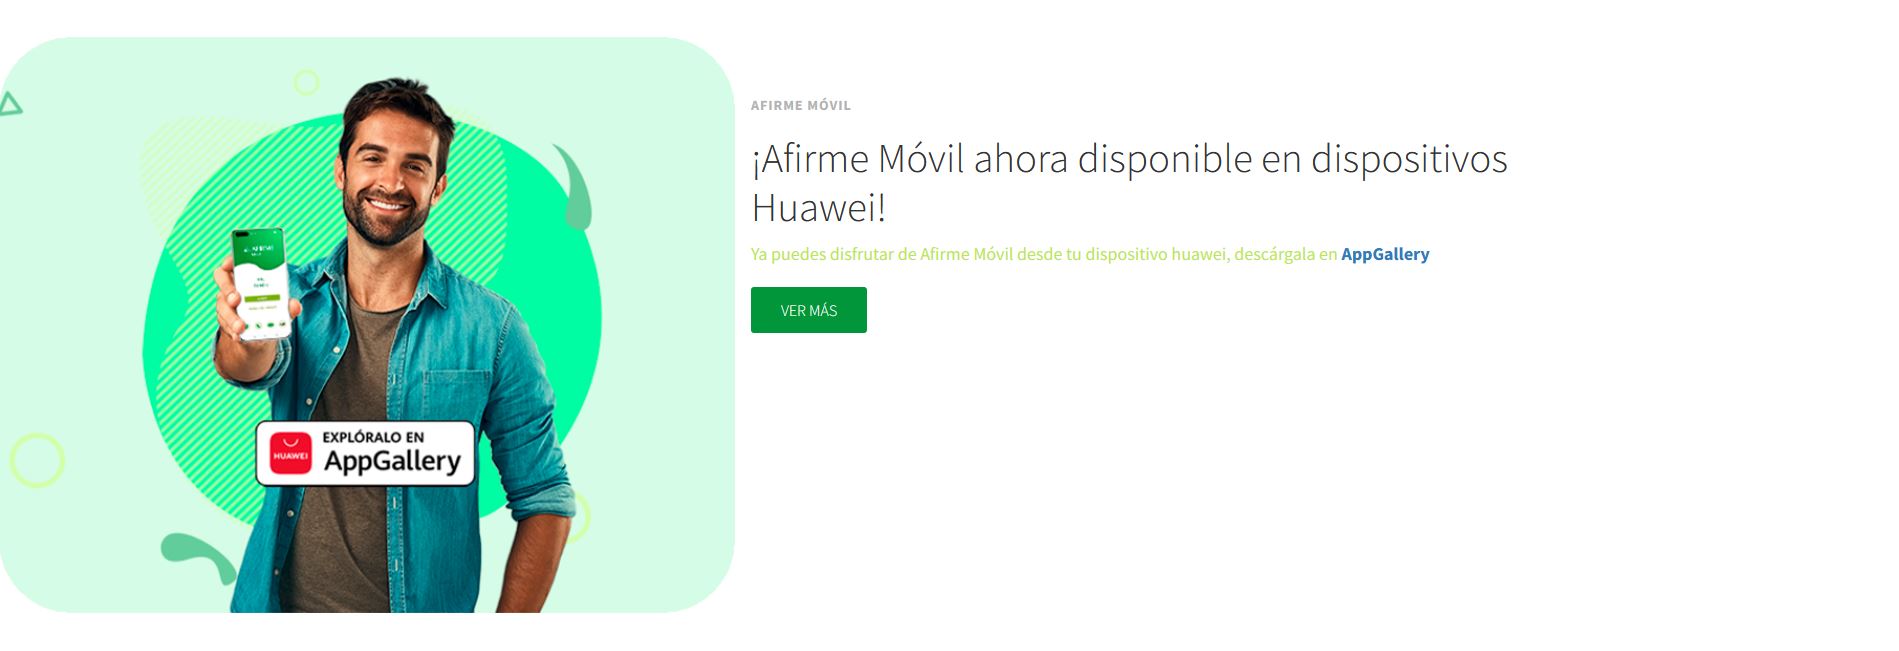 AFIRME MÓVIL
¡Afirme Móvil ahora disponible en dispositivos
Huawei!
Ya puedes disfrutar de Afirme Móvil desde tu dispositivo huawei, descárgala en AppGallery
VER MÁS
EXPLÓRALO EN
HUAWEI
AppGallery